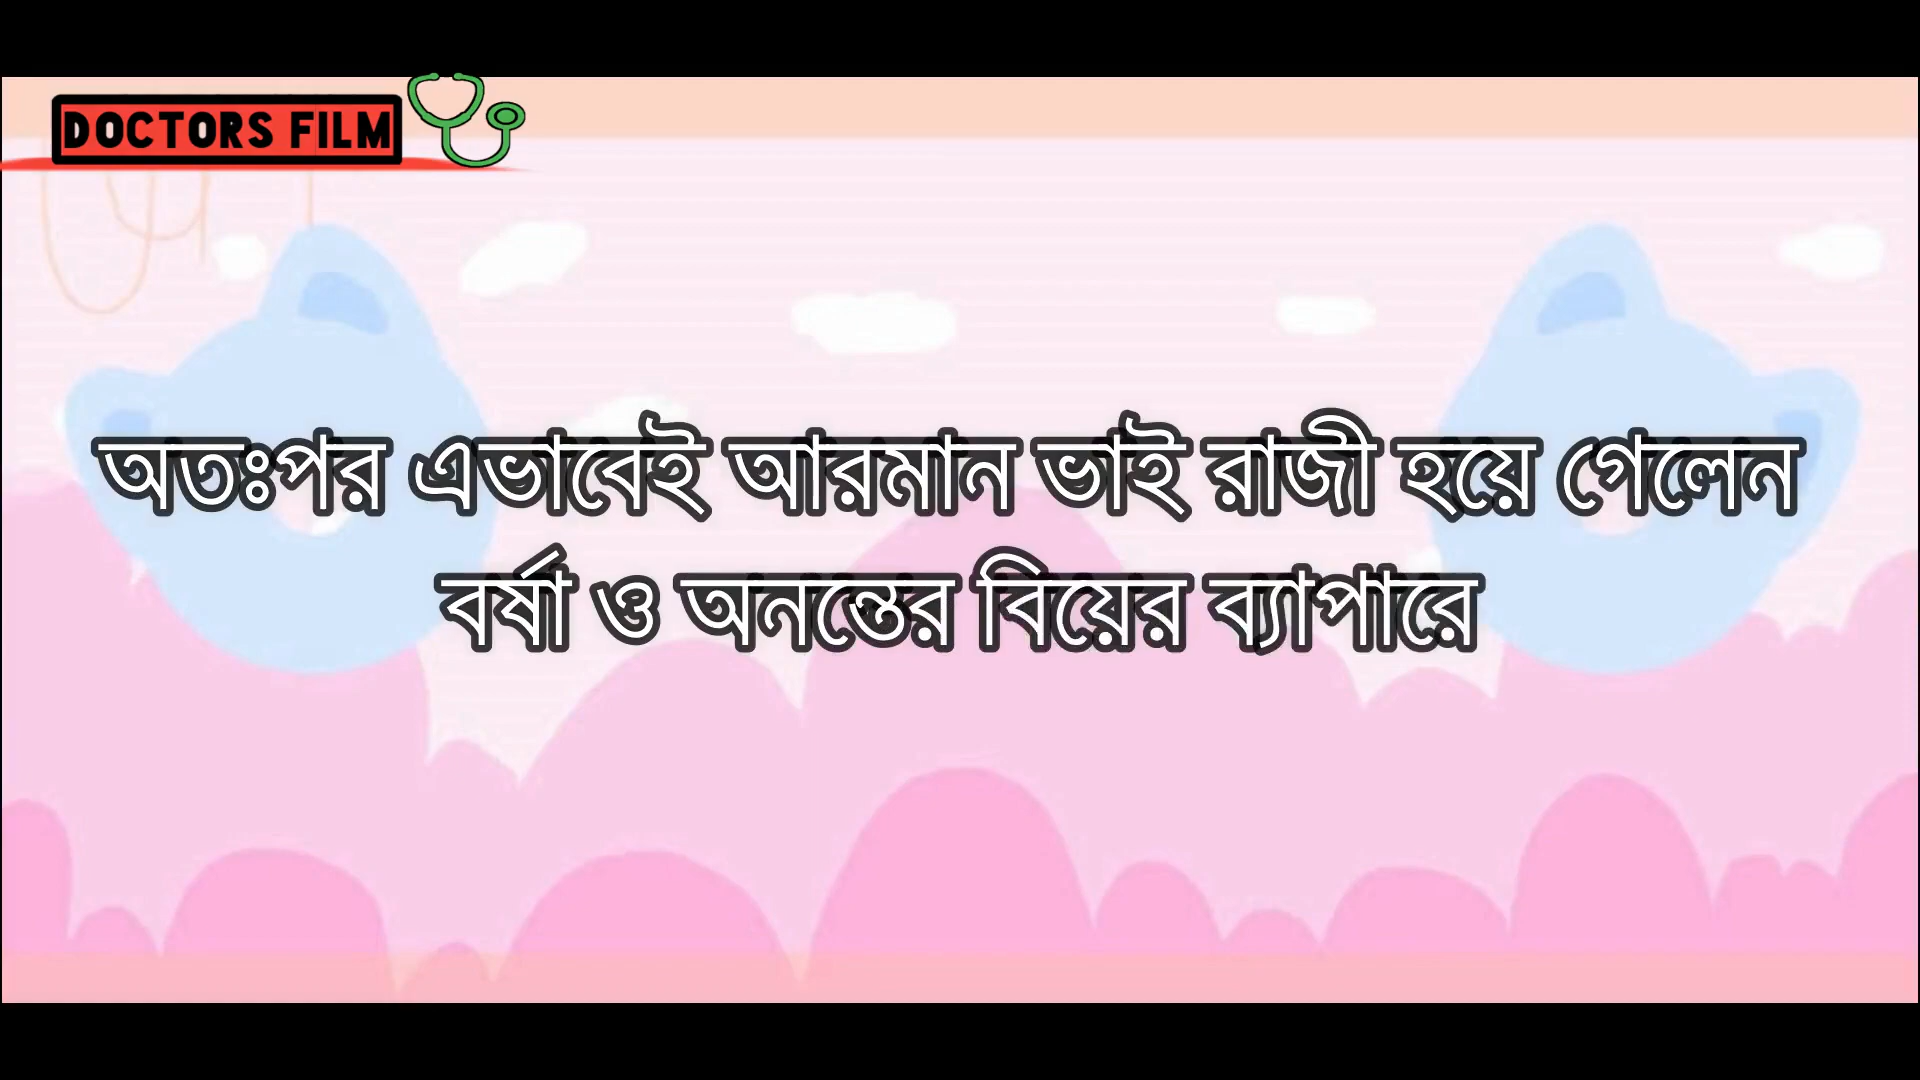 DOCTORS FILM
অতঃপর এভাবেই আরমান ভাই রাজী হয়ে গেলেন
বর্ষা ও অনন্তের বিয়ের ব্যাপারে